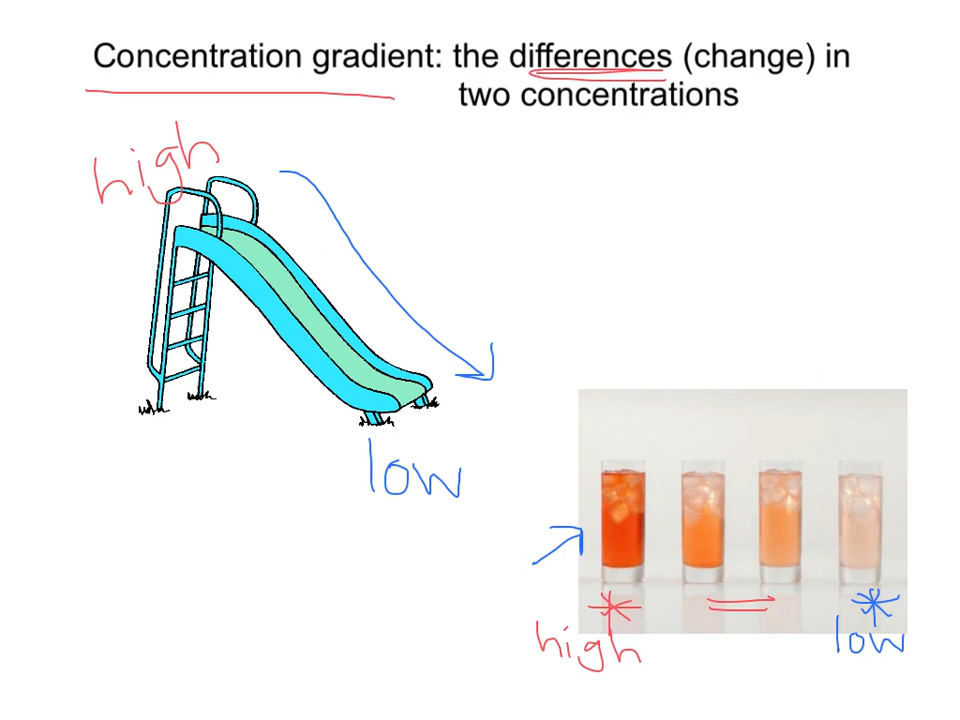 Concentration gradient: the differences (change) in
two concentrations
high
low
high
low